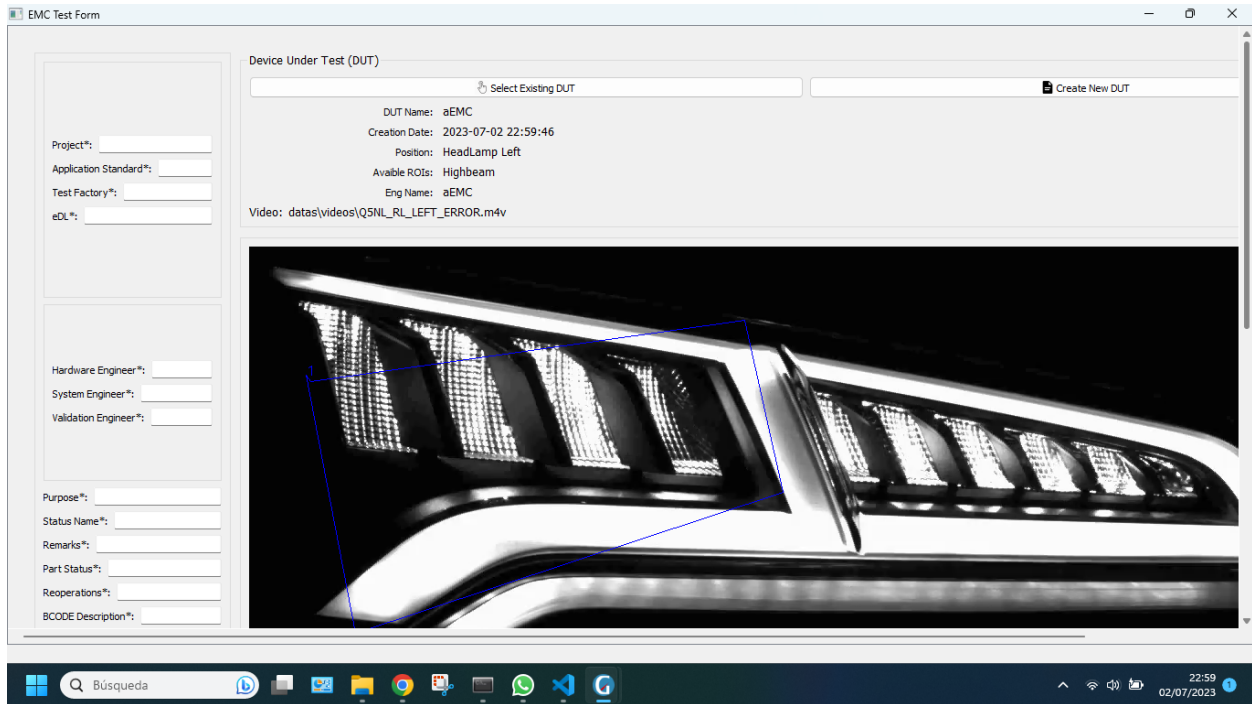 EMC Test Form
Project*:
Application Standard*:
Test Factory*:
eDL*:
Hardware Engineer*:
System Engineer*:
Validation Engineer*:
Purpose*:
Status Name*:
Remarks*:
Part Status*:
Reoperations*:
BCODE Description*:
Device Under Test (DUT)
Select Existing DUT
Create New DUT
DUT Name: aEMC
Creation Date: 2023-07-02 22:59:46
Position: HeadLamp Left
Avaible ROIs: Highbeam
Eng Name: aEMC
Video: datas\videos\Q5NL_RL_LEFT_ERROR.m4v
1
Búsqueda
22:59
02/07/2023
1